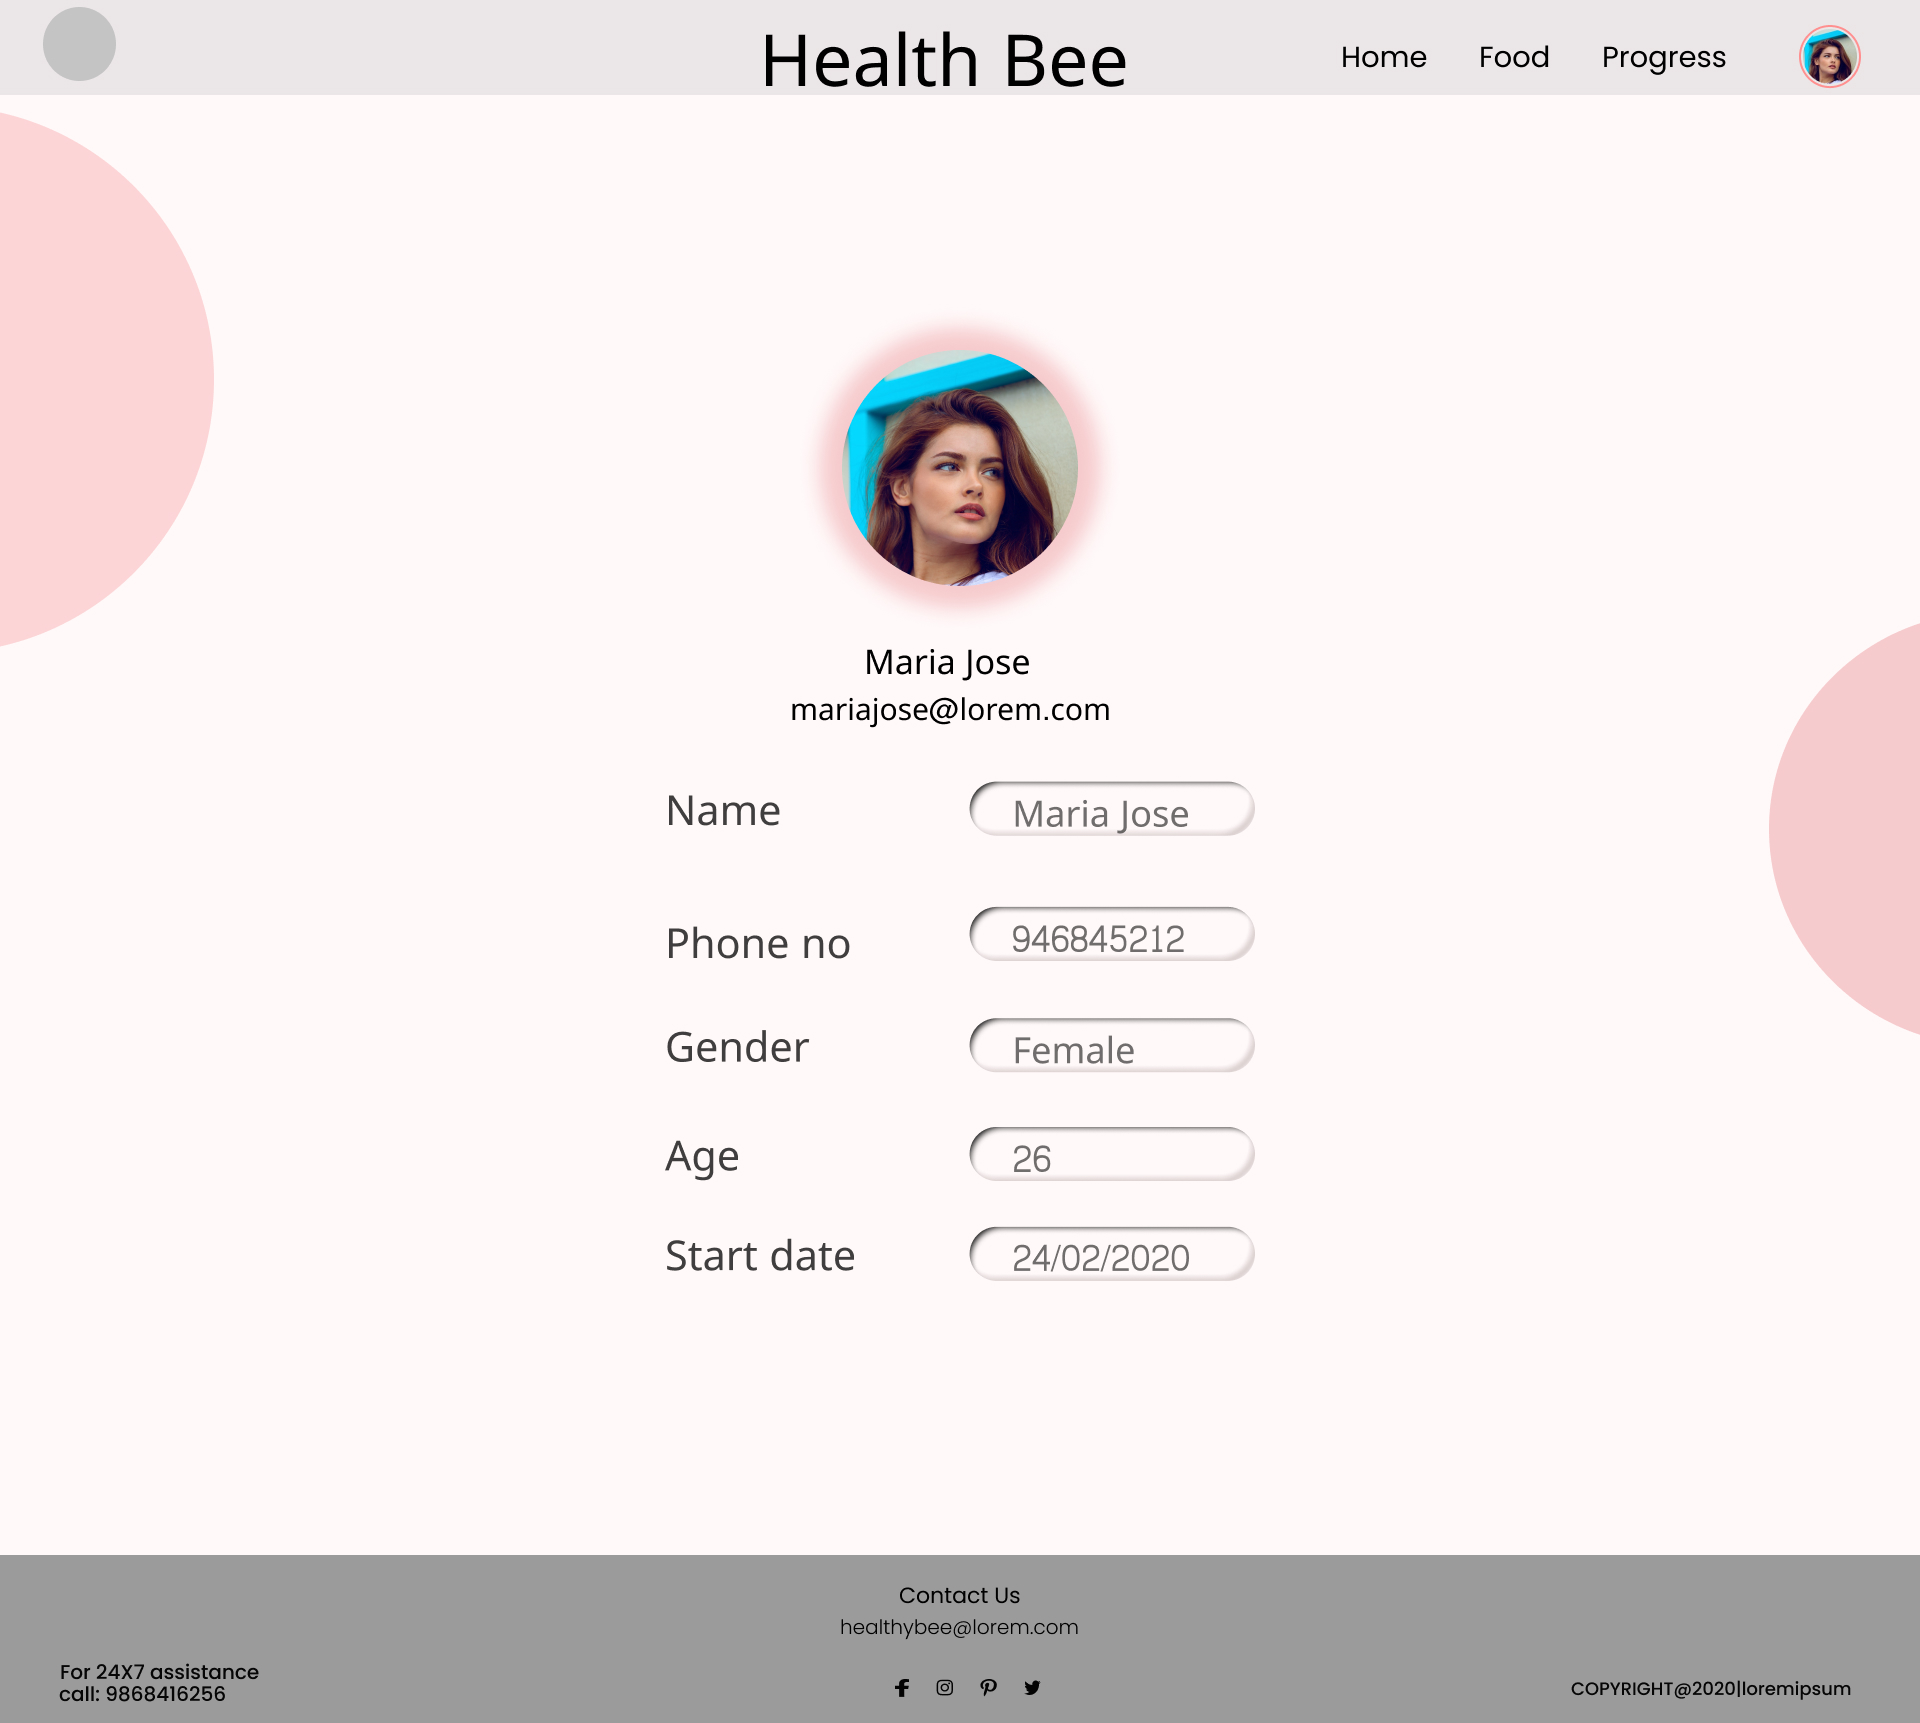 Health Bee
Home Food Progress
Maria Jose
mariajose@lorem.com
Name Maria Jose
Phone no 946845212
Gender Female
Age 26
Start date 24/02/2020
Contact Us
healthybee@lorem.com
For 24X7 assistance
call: 9868416256
COPYRIGHT@2020|loremipsum